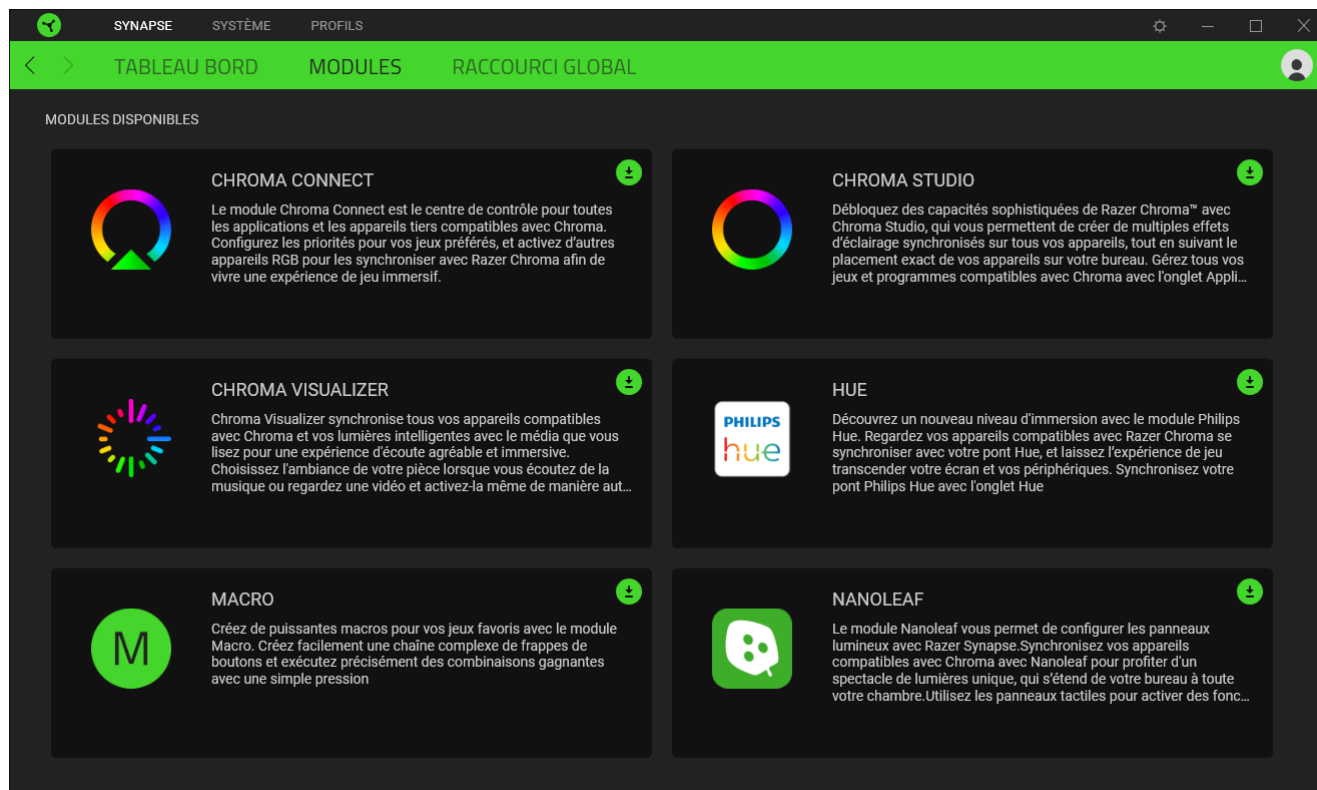 SYNAPSE SYSTÈME PROFILS
TABLEAU BORD MODULES RACCOURCI GLOBAL
MODULES DISPONIBLES
CHROMA CONNECT
Le module Chroma Connect est le centre de contrôle pour toutes
les applications et les appareils tiers compatibles avec Chroma.
Configurez les priorités pour vos jeux préférés, et activez d'autres
appareils RGB pour les synchroniser avec Razer Chroma afin de
vivre une expérience de jeu immersif.
CHROMA STUDIO
Débloquez des capacités sophistiquées de Razer Chroma™ avec
Chroma Studio, qui vous permettent de créer de multiples effets
d'éclairage synchronisés sur tous vos appareils, tout en suivant le
placement exact de vos appareils sur votre bureau. Gérez tous vos
jeux et programmes compatibles avec Chroma avec l'onglet Appli...
CHROMA VISUALIZER
Chroma Visualizer synchronise tous vos appareils compatibles
avec Chroma et vos lumières intelligentes avec le média que vous
lisez pour une expérience d'écoute agréable et immersive.
Choisissez l'ambiance de votre pièce lorsque vous écoutez de la
musique ou regardez une vidéo et activez-la même de manière aut...
PHILIPS
hue
HUE
Découvrez un nouveau niveau d'immersion avec le module Philips
Hue. Regardez vos appareils compatibles avec Razer Chroma se
synchroniser avec votre pont Hue, et laissez l'expérience de jeu
transcender votre écran et vos périphériques. Synchronisez votre
pont Philips Hue avec l'onglet Hue
M
MACRO
Créez de puissantes macros pour vos jeux favoris avec le module
Macro. Créez facilement une chaîne complexe de frappes de
boutons et exécutez précisément des combinaisons gagnantes
avec une simple pression
NANOLEAF
Le module Nanoleaf vous permet de configurer les panneaux
lumineux avec Razer Synapse.Synchronisez vos appareils
compatibles avec Chroma avec Nanoleaf pour profiter d'un
spectacle de lumières unique, qui s'étend de votre bureau à toute
votre chambre.Utilisez les panneaux tactiles pour activer des fonc...